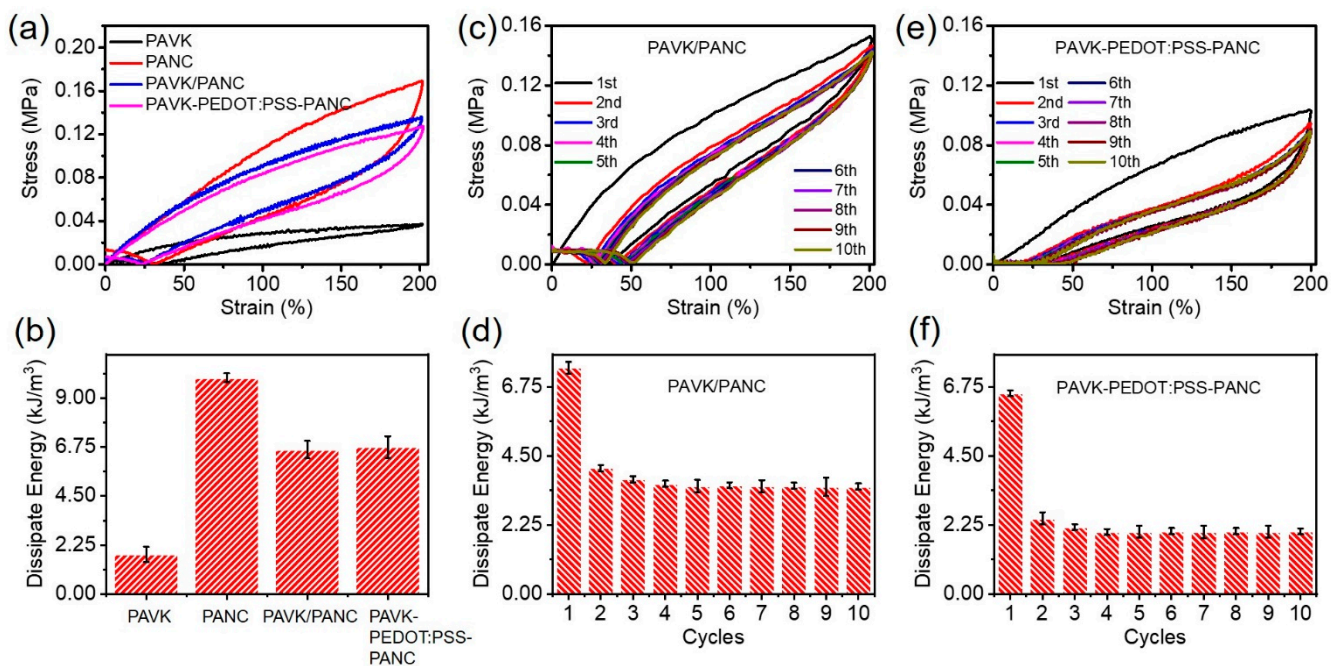 (a)
0.20
0.16
0.12
0.08
0.04
0.00
Stress (MPa)
PAVK
PANC
PAVK/PANC
PAVK-PEDOT:PSS-PANC
0 50 100 150 200
Strain (%)
(c)
0.16
0.12
0.08
0.04
0.00
Stress (MPa)
PAVK/PANC
1st
2nd
3rd
4th
5th
6th
7th
8th
9th
10th
0 50 100 150 200
Strain (%)
(e)
0.16
0.12
0.08
0.04
0.00
Stress (MPa)
PAVK-PEDOT:PSS-PANC
1st 6th
2nd 7th
3rd 8th
4th 9th
5th 10th
0 50 100 150 200
Strain (%)
(b)
9.00
6.75
4.50
2.25
0.00
Dissipate Energy (kJ/m³)
PAVK PANC PAVK/PANC PAVK-
PEDOT:PSS-
PANC
(d)
6.75
4.50
2.25
0.00
Dissipate Energy (kJ/m³)
PAVK/PANC
1 2 3 4 5 6 7 8 9 10
Cycles
(f)
6.75
4.50
2.25
0.00
Dissipate Energy (kJ/m³)
PAVK-PEDOT:PSS-PANC
1 2 3 4 5 6 7 8 9 10
Cycles